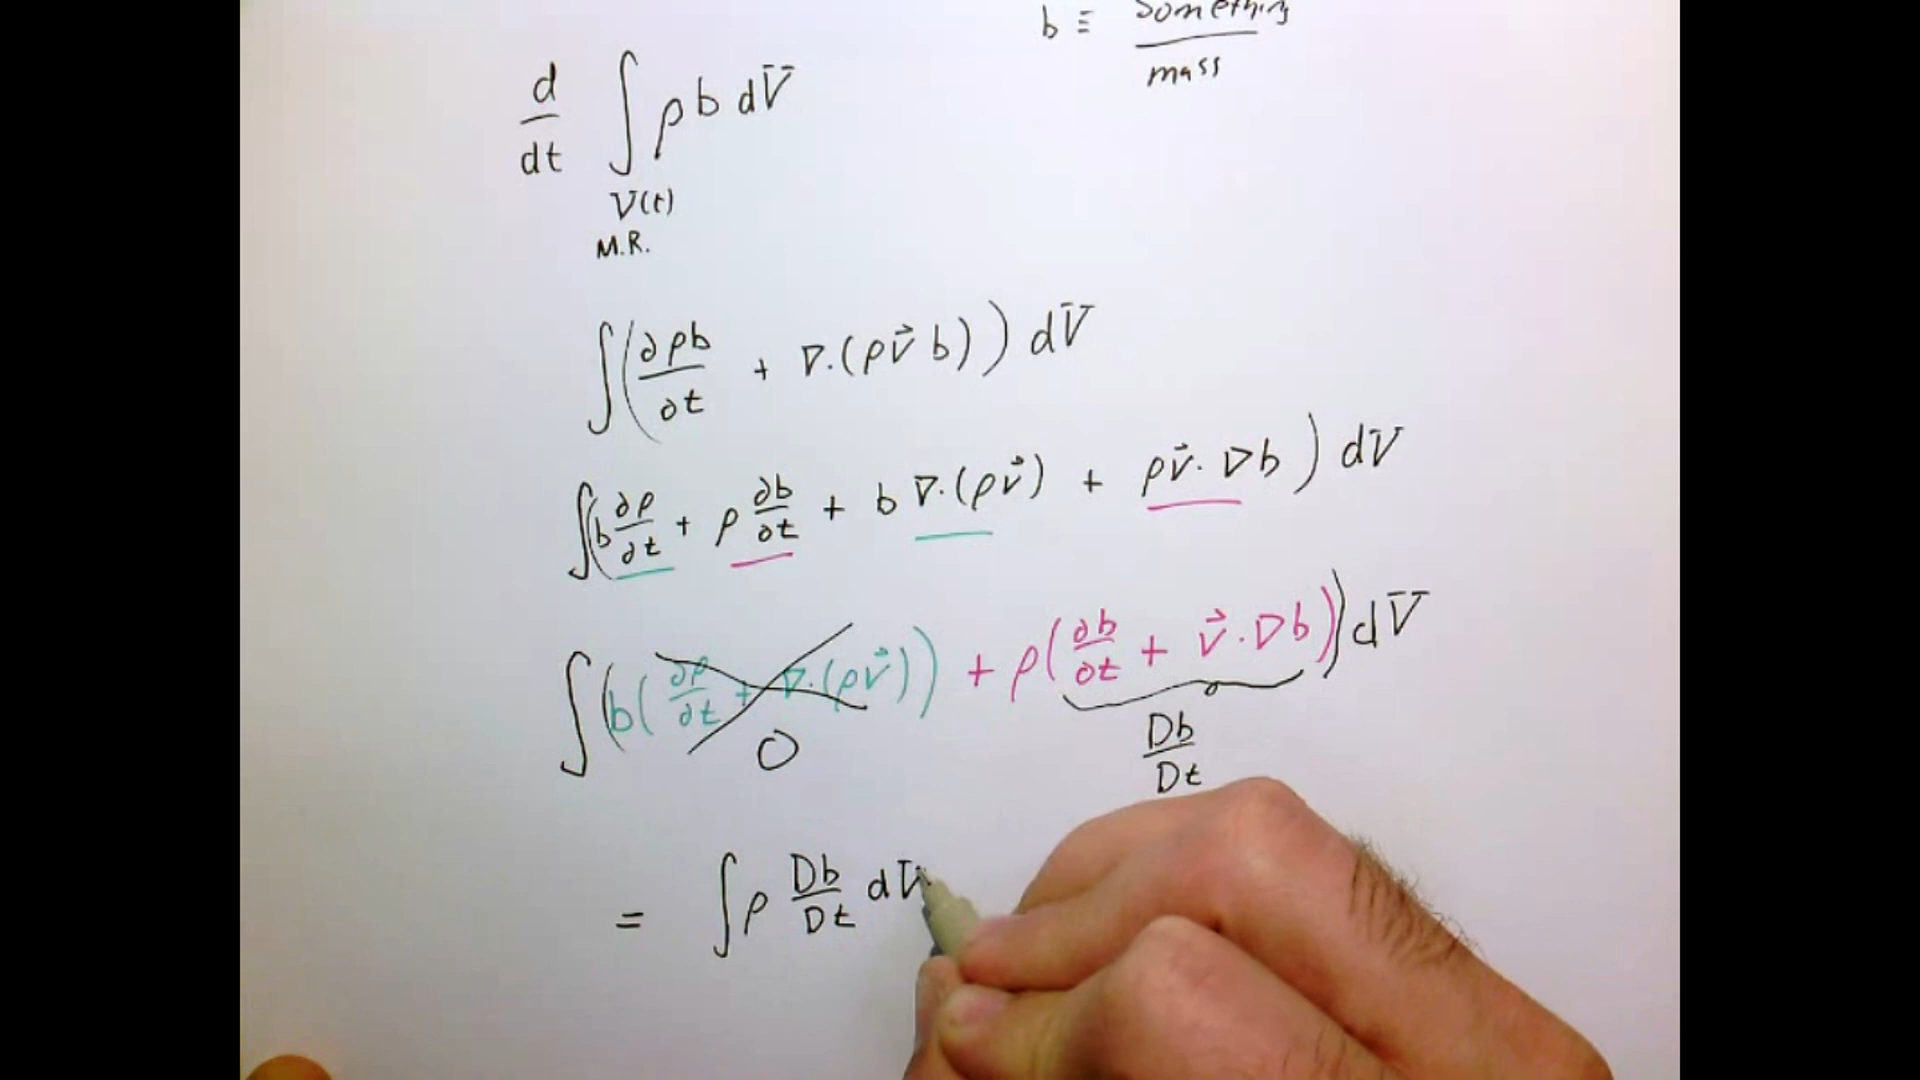 b ≡ something / mass
d/dt ∫ ρ b dV̄
V(t)
M.R.
∫(∂ρb/∂t + ∇·(ρv⃗ b)) dV̄
∫(b ∂ρ/∂t + ρ ∂b/∂t + b ∇·(ρv⃗) + ρv⃗·∇b) dV̄
∫(b(∂ρ/∂t + ∇·(ρv⃗)) + ρ(∂b/∂t + v⃗·∇b)) dV̄
0
Db/Dt
= ∫ρ Db/Dt dV̄